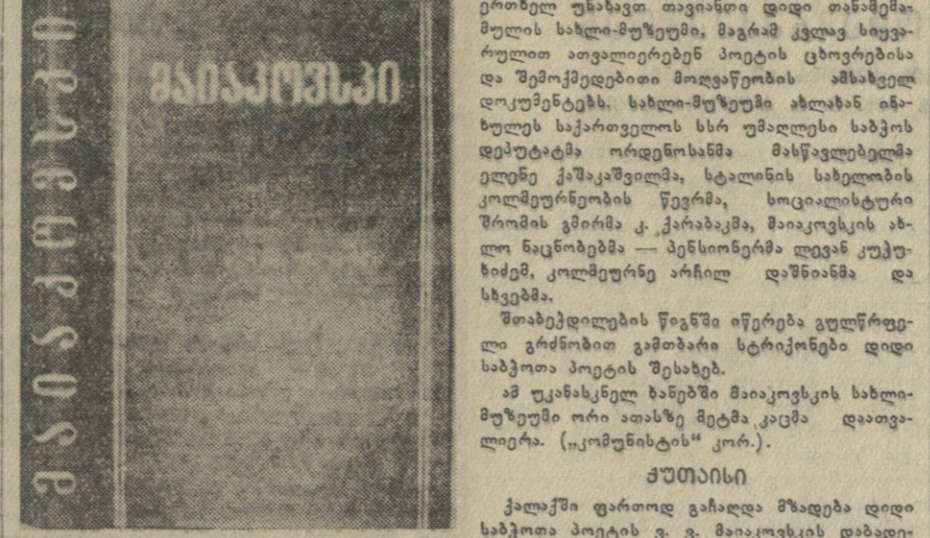 მაიაკოვსკი
მაიაკოვსკი
ერთხელ უნახავთ თავიანთი დიდი თანამემა-
მულის სახლი-მუზეუმი, მაგრამ კვლავ სიყვა-
რულით ათვალიერებენ პოეტის ცხოვრებისა
და შემოქმედებითი მოღვაწეობის ამსახველ
დოკუმენტებს. სახლი-მუზეუმი ახლახან ინა-
ხულეს საქართველოს სსრ უმაღლესი საბჭოს
დეპუტატმა ორდენოსანმა მასწავლებელმა
ელენე ქაშაკაშვილმა, სტალინის სახელობის
კოლმეურნეობის წევრმა, სოციალისტური
შრომის გმირმა კ. ქარაბაკმა, მაიაკოვსკის ახ-
ლო ნაცნობებმა — პენსიონერმა ლევან კუჭუ-
ხიძემ, კოლმეურნე არჩილ დაშნიანმა და
სხვებმა.
შთაბეჭდილების წიგნში იწერება გულწრფე-
ლი გრძნობით გამთბარი სტრიქონები დიდი
საბჭოთა პოეტის შესახებ.
ამ უკანასკნელ ხანებში მაიაკოვსკის სახლ-
მუზეუმი ორი ათასზე მეტმა კაცმა დაათვა-
ლიერა. („კომუნისტის“ კორ.).
ქუთაისი
ქალაქში ფართოდ გაჩაღდა მზადება დიდი
საბჭოთა პოეტის ვ. ვ. მაიაკოვსკის დაბადე-